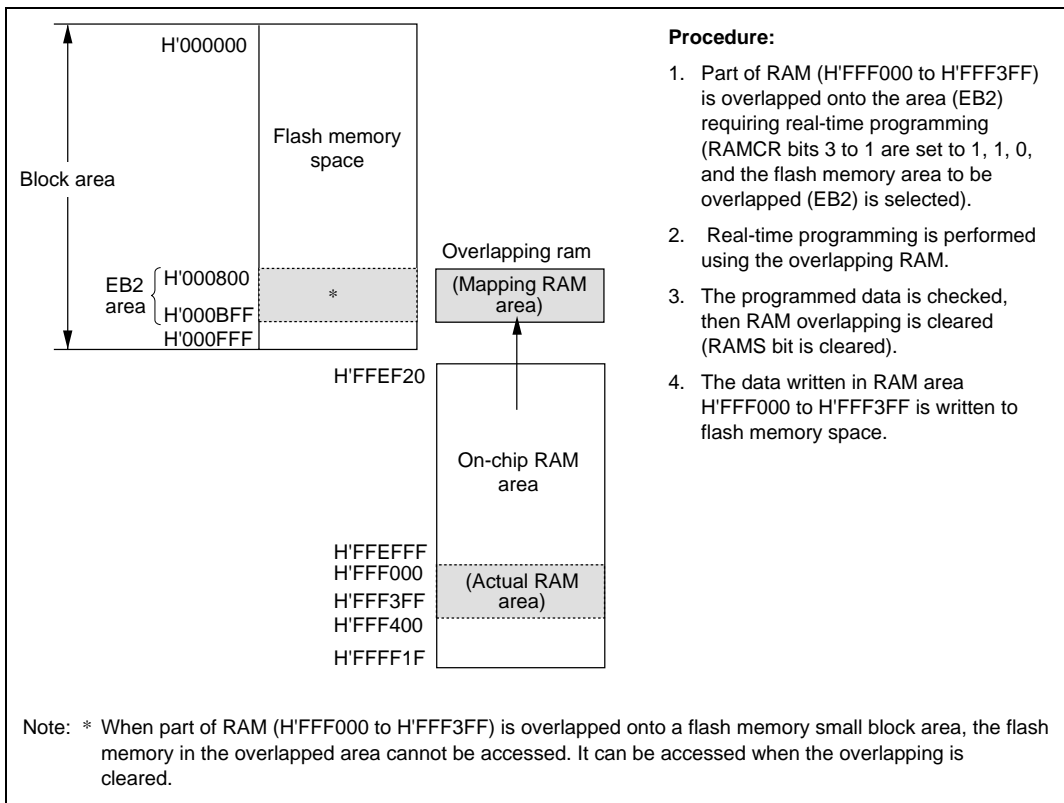 H'000000
Flash memory
space
Block area
EB2
area
H'000800
H'000BFF
H'000FFF
*
Overlapping ram
(Mapping RAM
area)
H'FFEF20
On-chip RAM
area
H'FFEFFF
H'FFF000
H'FFF3FF
H'FFF400
H'FFFF1F
(Actual RAM
area)
Procedure:
1. Part of RAM (H'FFF000 to H'FFF3FF)
is overlapped onto the area (EB2)
requiring real-time programming
(RAMCR bits 3 to 1 are set to 1, 1, 0,
and the flash memory area to be
overlapped (EB2) is selected).
2. Real-time programming is performed
using the overlapping RAM.
3. The programmed data is checked,
then RAM overlapping is cleared
(RAMS bit is cleared).
4. The data written in RAM area
H'FFF000 to H'FFF3FF is written to
flash memory space.
Note: * When part of RAM (H'FFF000 to H'FFF3FF) is overlapped onto a flash memory small block area, the flash
memory in the overlapped area cannot be accessed. It can be accessed when the overlapping is
cleared.